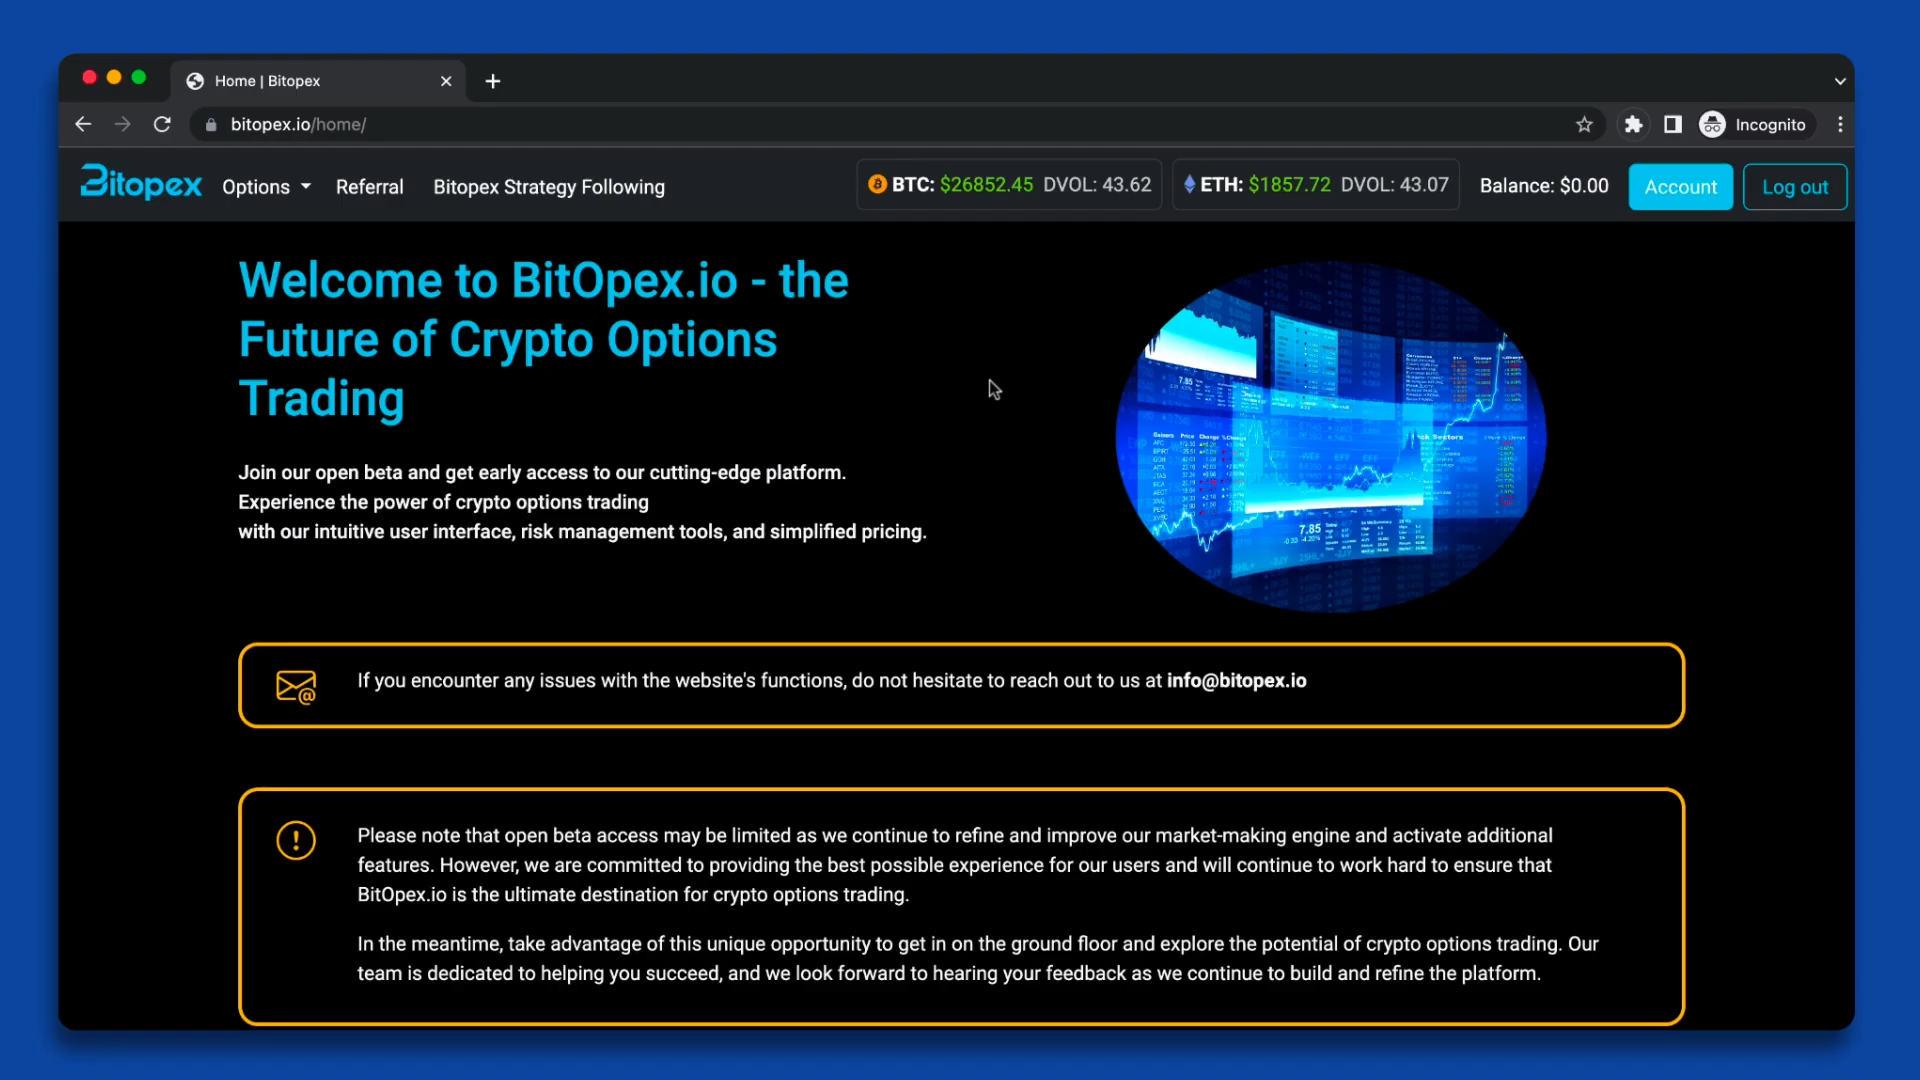 Home | Bitopex
bitopex.io/home/
Incognito
Bitopex
Options
Referral
Bitopex Strategy Following
BTC: $26852.45 DVOL: 43.62
ETH: $1857.72 DVOL: 43.07
Balance: $0.00
Account
Log out
Welcome to BitOpex.io - the
Future of Crypto Options
Trading
Join our open beta and get early access to our cutting-edge platform.
Experience the power of crypto options trading
with our intuitive user interface, risk management tools, and simplified pricing.
If you encounter any issues with the website's functions, do not hesitate to reach out to us at info@bitopex.io
Please note that open beta access may be limited as we continue to refine and improve our market-making engine and activate additional
features. However, we are committed to providing the best possible experience for our users and will continue to work hard to ensure that
BitOpex.io is the ultimate destination for crypto options trading.
In the meantime, take advantage of this unique opportunity to get in on the ground floor and explore the potential of crypto options trading. Our
team is dedicated to helping you succeed, and we look forward to hearing your feedback as we continue to build and refine the platform.